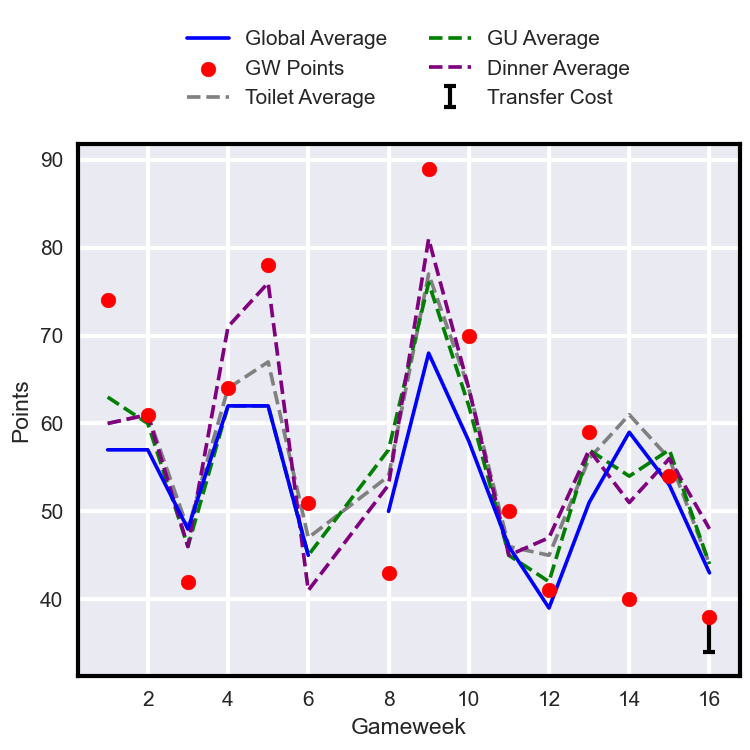 Global Average
GW Points
Toilet Average
GU Average
Dinner Average
Transfer Cost
90
80
70
60
50
40
Points
2 4 6 8 10 12 14 16
Gameweek